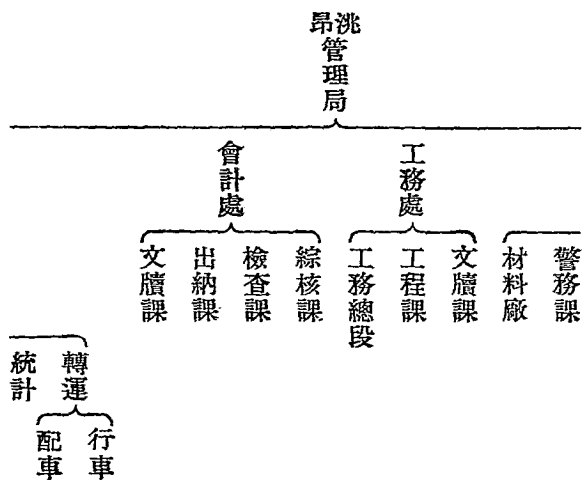 洮昂管理局
警務課
材料廠
工務處
文牘課
工程課
工務總段
會計處
綜核課
檢查課
出納課
文牘課
轉運
行車
配車
統計